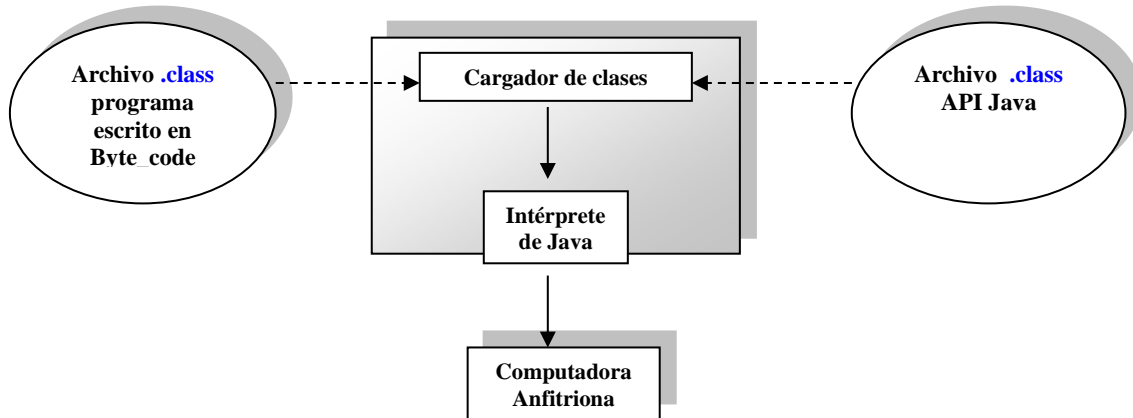 Archivo .class
programa
escrito en
Byte_code
Cargador de clases
Archivo .class
API Java
Intérprete
de Java
Computadora
Anfitriona